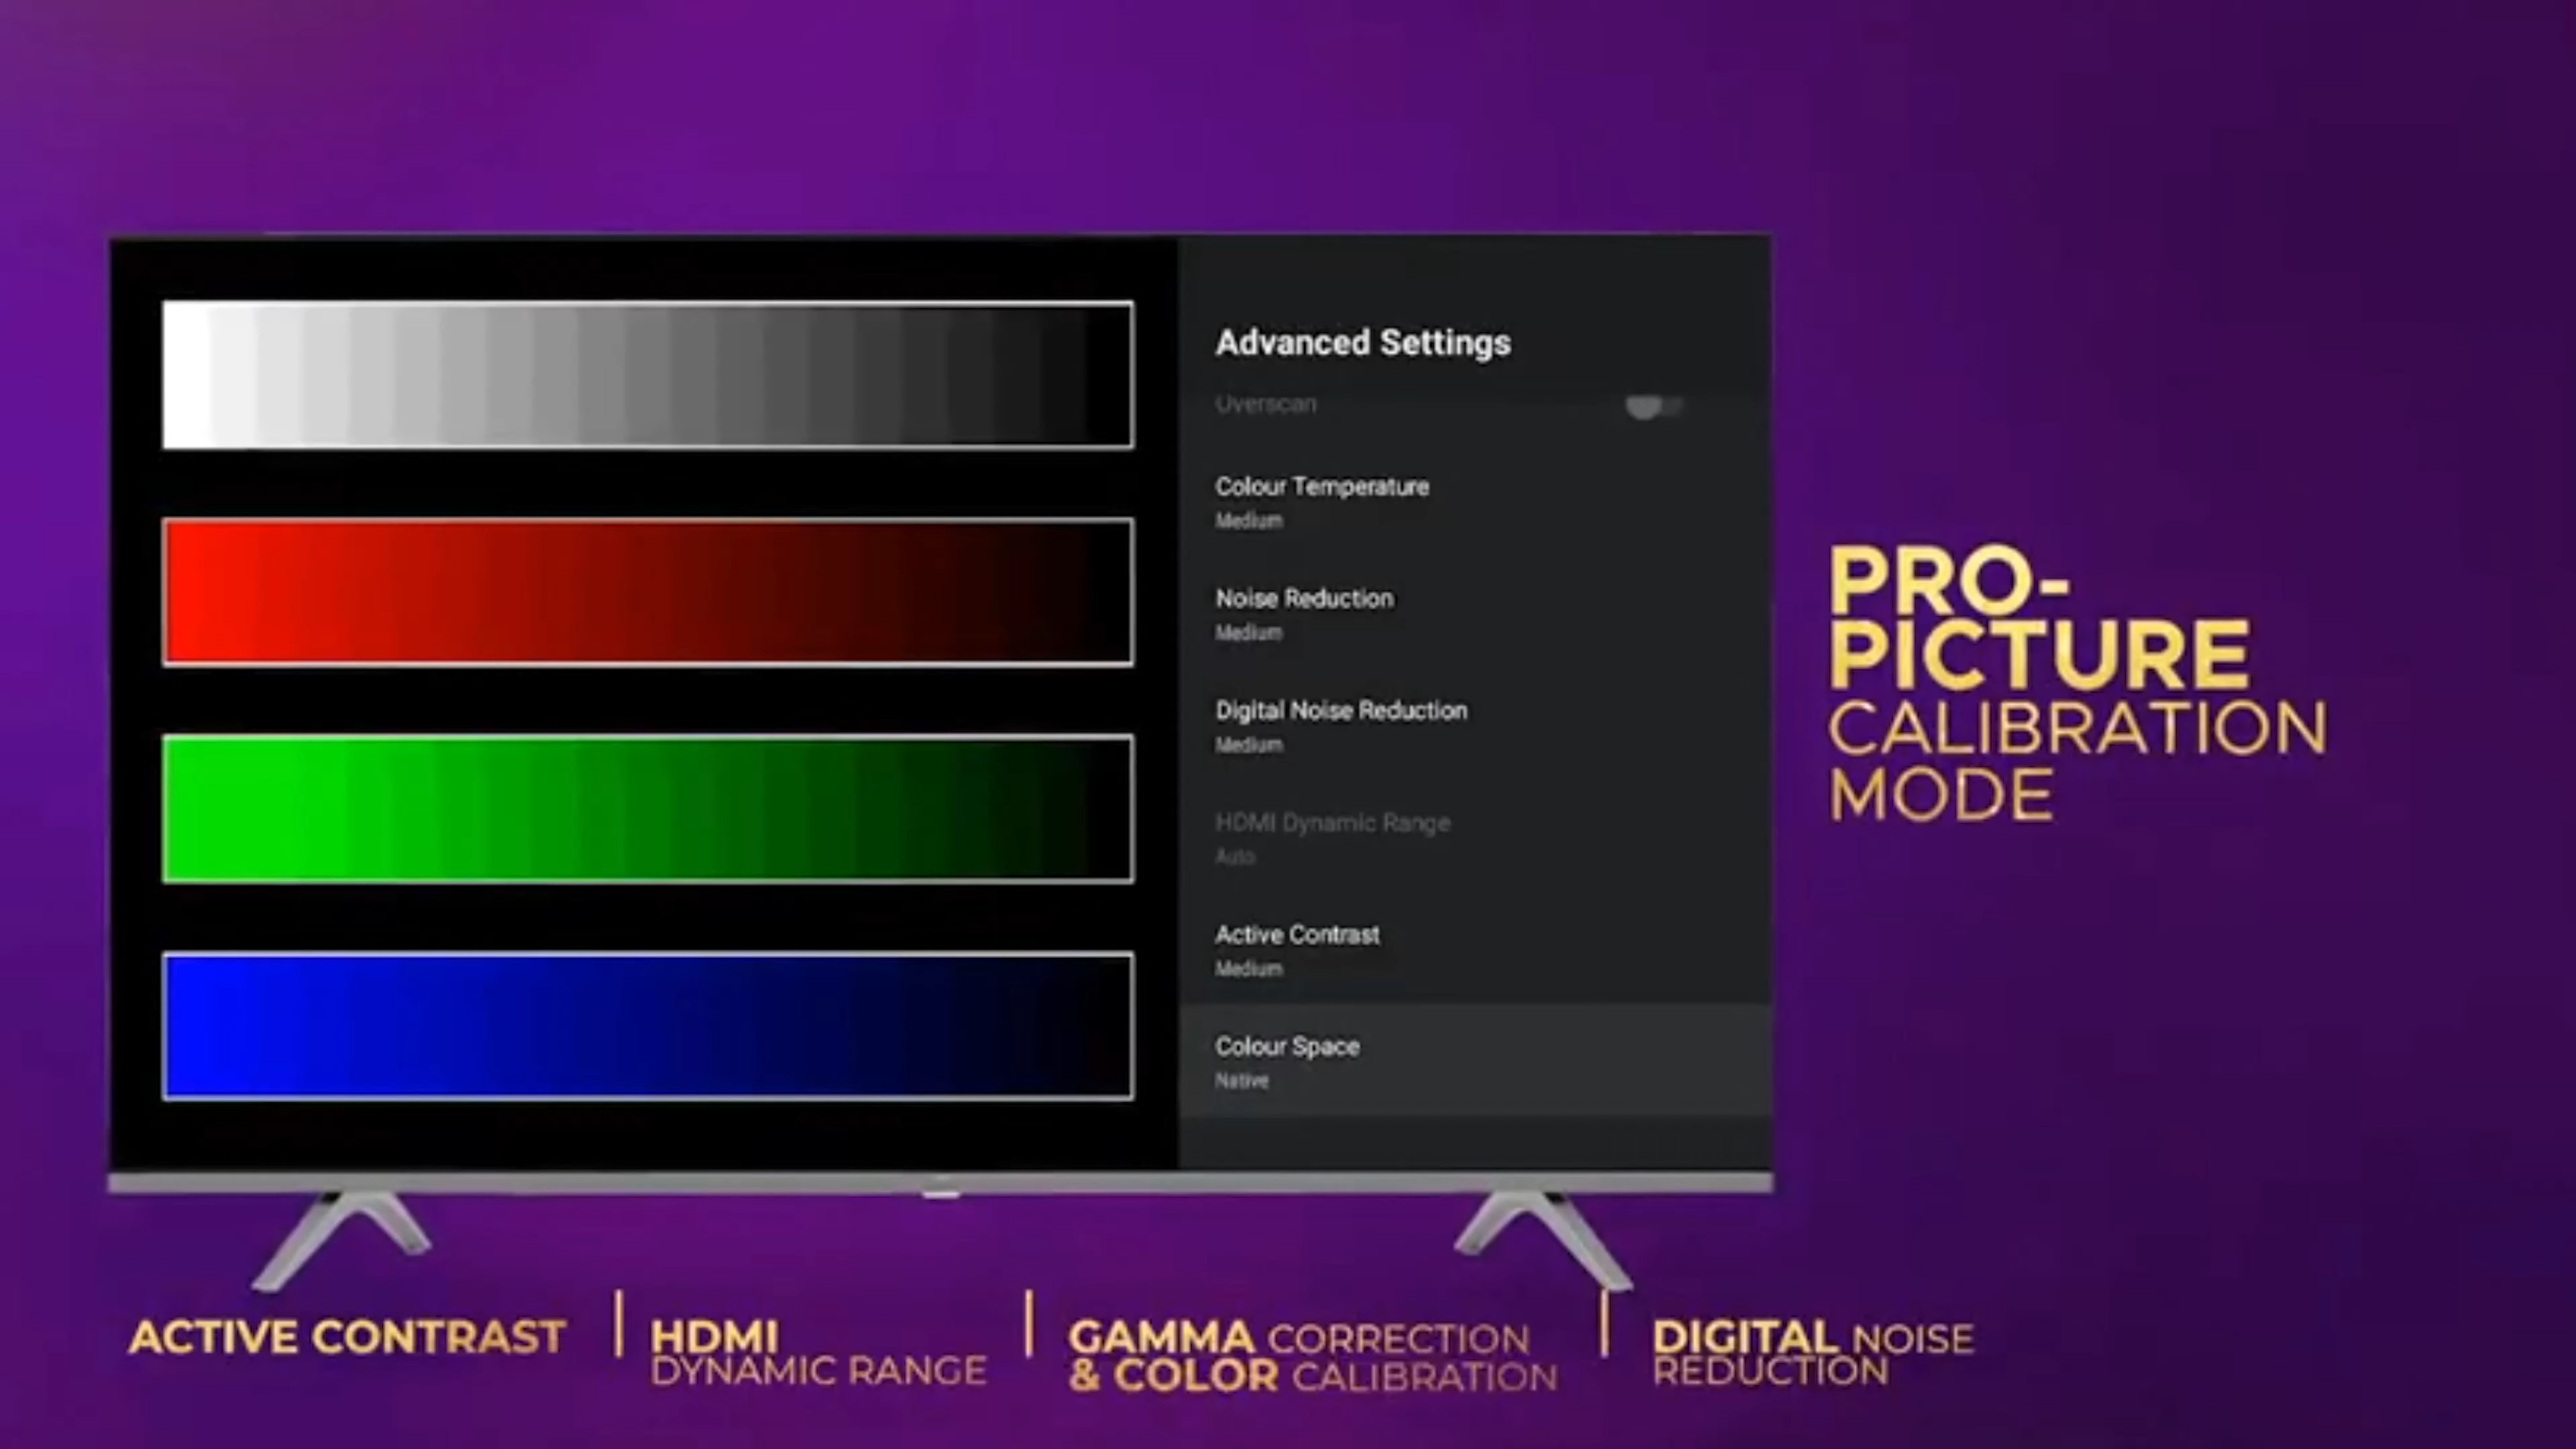 Advanced Settings
Overscan
Colour Temperature
Medium
Noise Reduction
Medium
Digital Noise Reduction
Medium
HDMI Dynamic Range
Auto
Active Contrast
Medium
Colour Space
Native
PRO-
PICTURE
CALIBRATION
MODE
ACTIVE CONTRAST
HDMI
DYNAMIC RANGE
GAMMA CORRECTION
& COLOR CALIBRATION
DIGITAL NOISE
REDUCTION